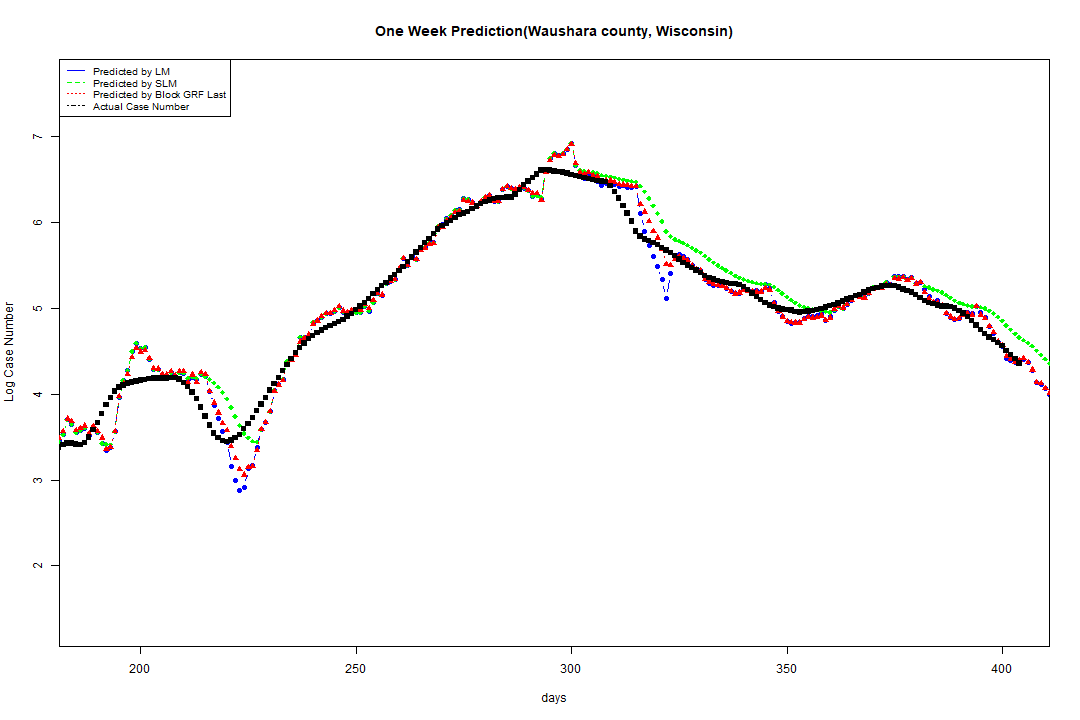 One Week Prediction(Waushara county, Wisconsin)
Predicted by LM
Predicted by SLM
Predicted by Block GRF Last
Actual Case Number
Log Case Number
7
6
5
4
3
2
200
250
300
350
400
days